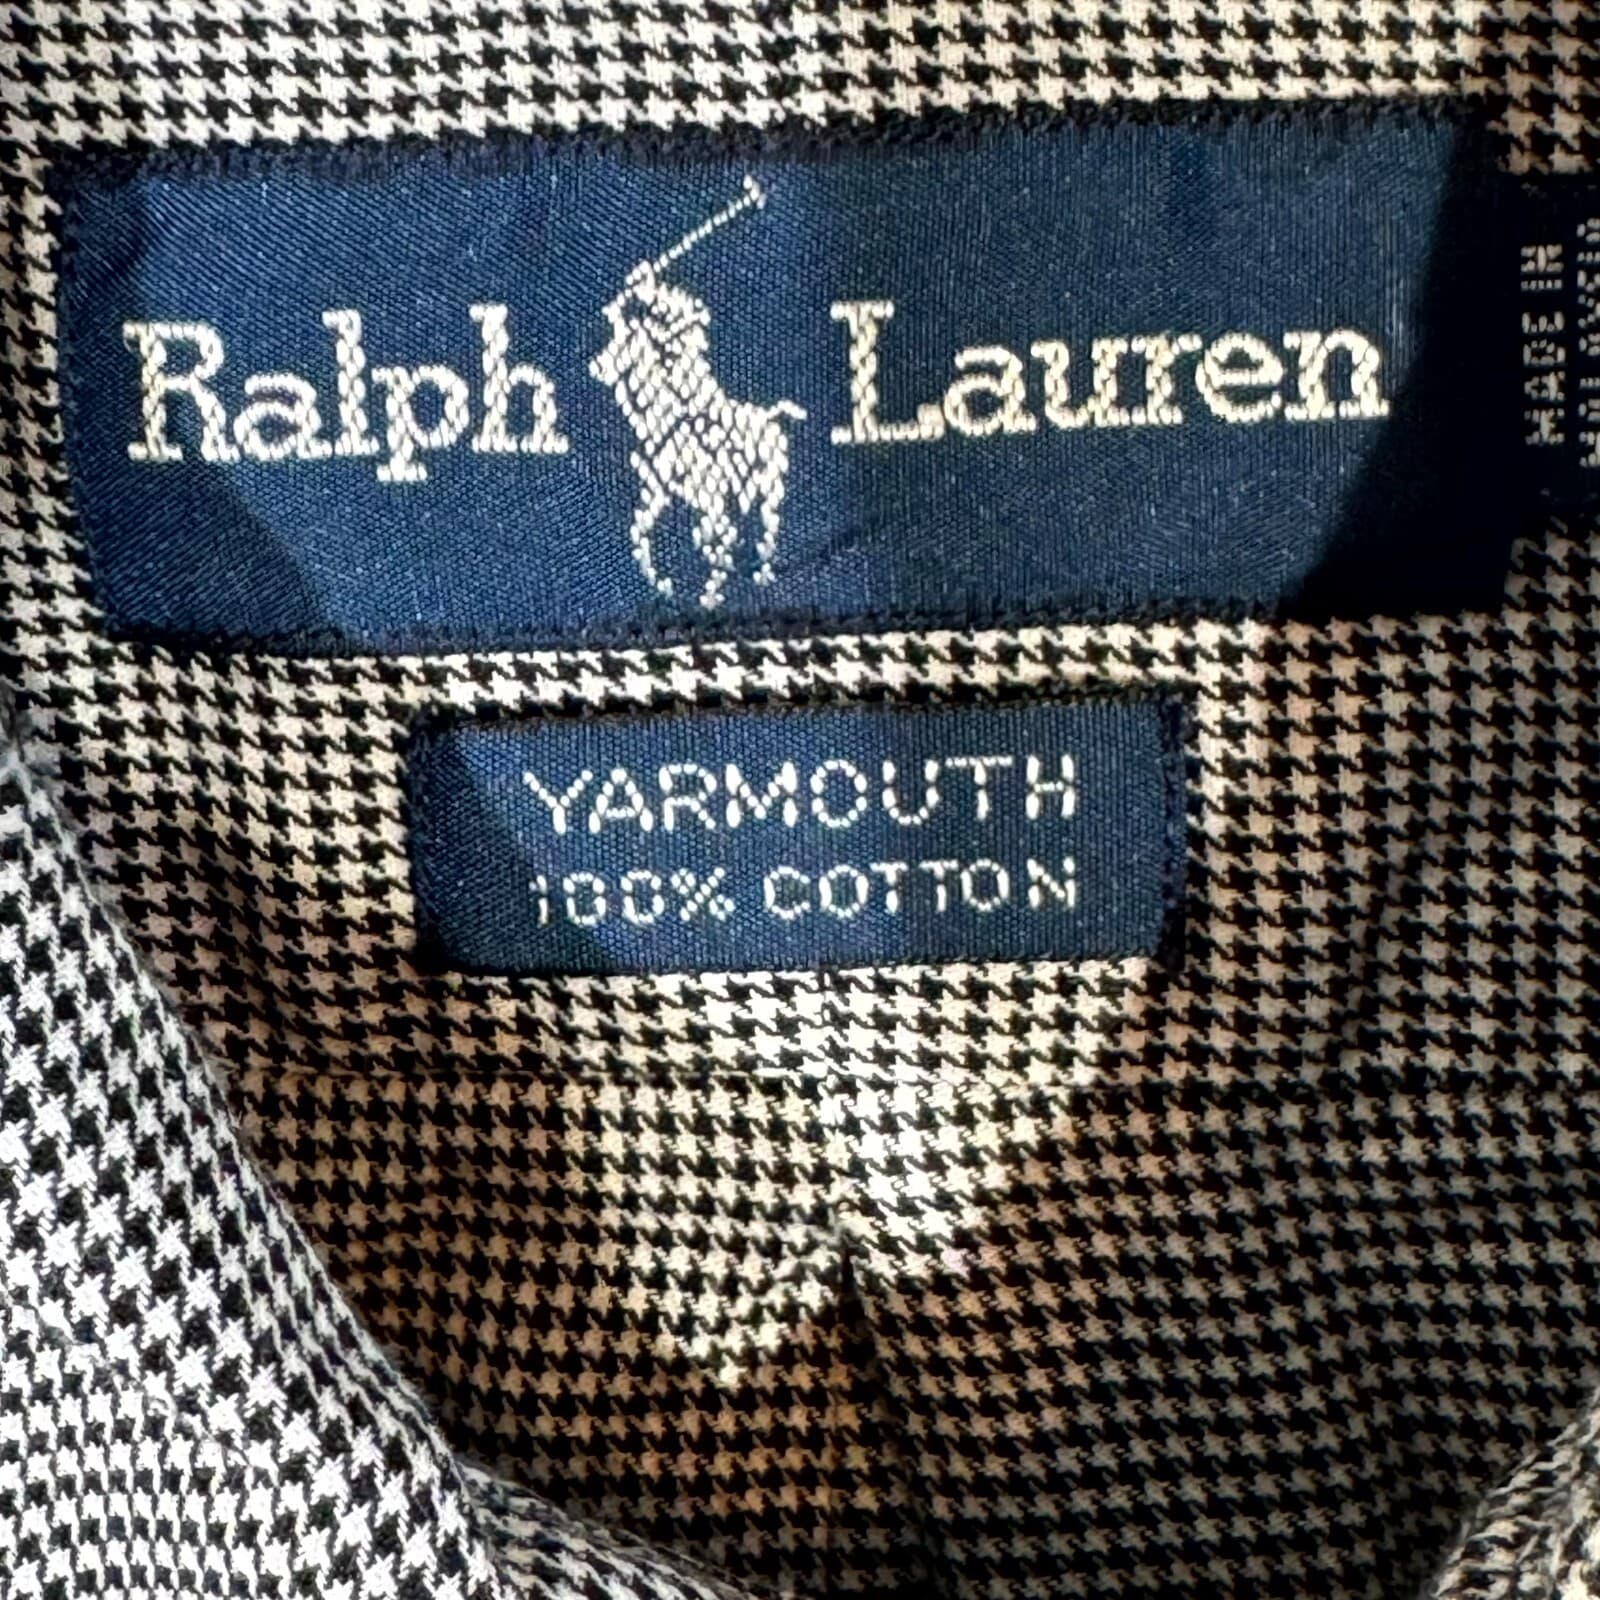 Ralph Lauren
YARMOUTH
100% COTTON
MADE IN